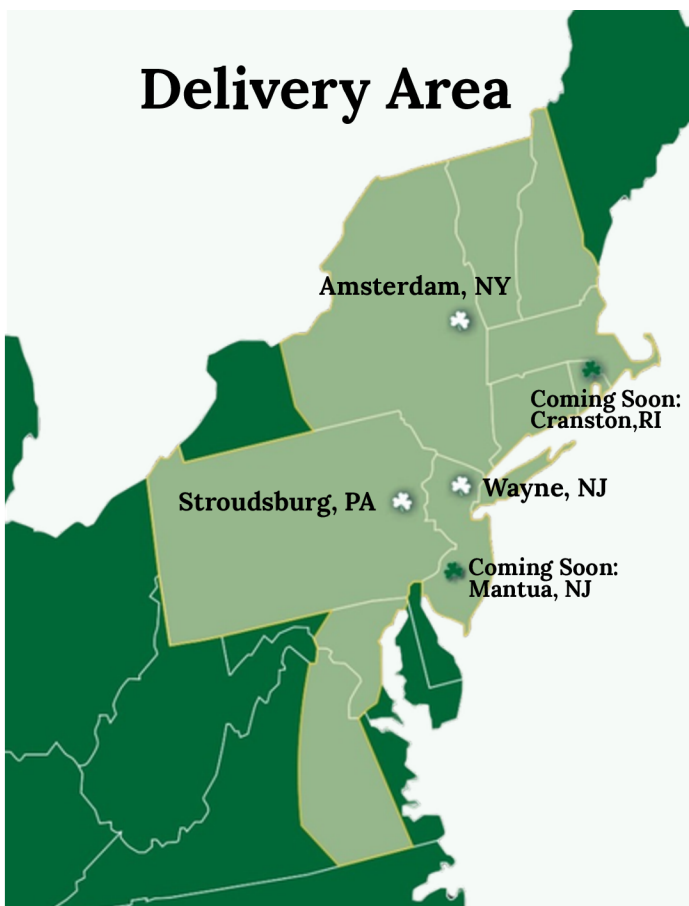 Delivery Area
Amsterdam, NY
Coming Soon:
Cranston,RI
Stroudsburg, PA
Wayne, NJ
Coming Soon:
Mantua, NJ